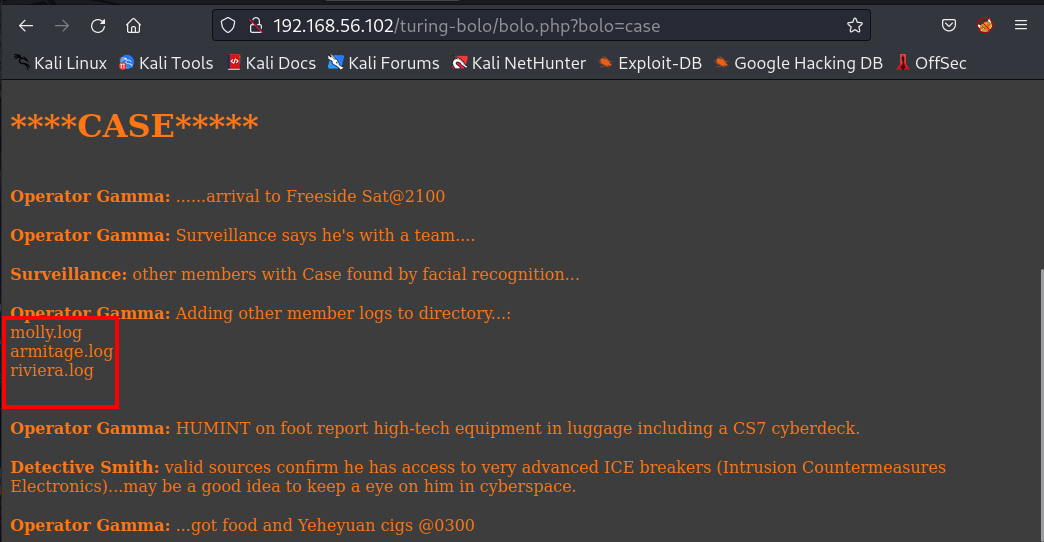 192.168.56.102/turing-bolo/bolo.php?bolo=case
Kali Linux Kali Tools Kali Docs Kali Forums Kali NetHunter Exploit-DB Google Hacking DB OffSec
****CASE*****
Operator Gamma: ......arrival to Freeside Sat@2100
Operator Gamma: Surveillance says he's with a team....
Surveillance: other members with Case found by facial recognition...
Operator Gamma: Adding other member logs to directory...:
molly.log
armitage.log
riviera.log
Operator Gamma: HUMINT on foot report high-tech equipment in luggage including a CS7 cyberdeck.
Detective Smith: valid sources confirm he has access to very advanced ICE breakers (Intrusion Countermeasures
Electronics)...may be a good idea to keep a eye on him in cyberspace.
Operator Gamma: ...got food and Yeheyuan cigs @0300